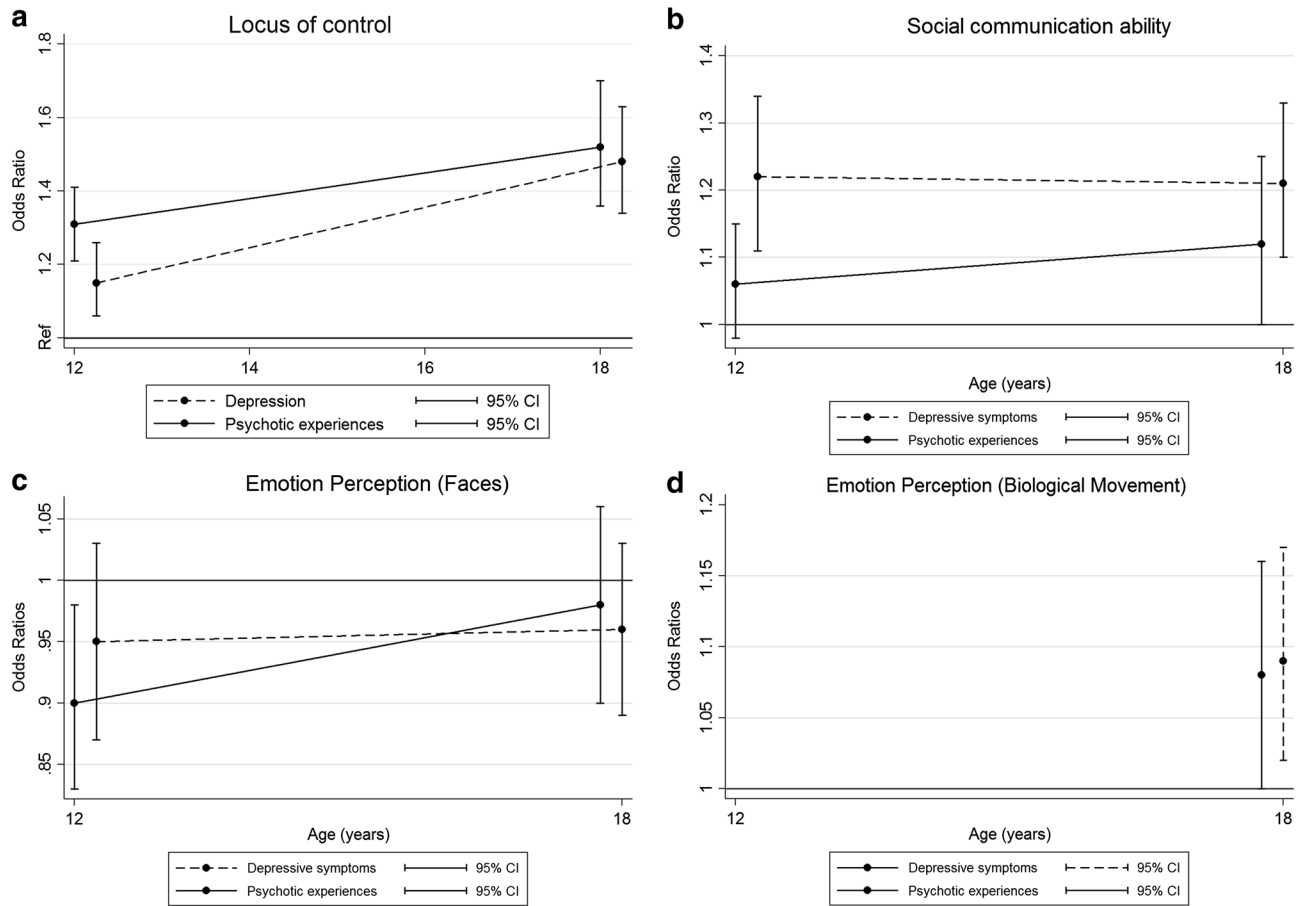 a
Locus of control
Odds Ratio
1.8
1.6
1.4
1.2
Ref
12 14 16 18
Depression 95% CI
Psychotic experiences 95% CI
b
Social communication ability
Odds Ratio
1.4
1.3
1.2
1.1
1
12 18
Age (years)
Depressive symptoms 95% CI
Psychotic experiences 95% CI
c
Emotion Perception (Faces)
Odds Ratios
1.05
1
.95
.9
.85
12 18
Age (years)
Depressive symptoms 95% CI
Psychotic experiences 95% CI
d
Emotion Perception (Biological Movement)
Odds Ratios
1.2
1.15
1.1
1.05
1
12 18
Age (years)
Depressive symptoms 95% CI
Psychotic experiences 95% CI